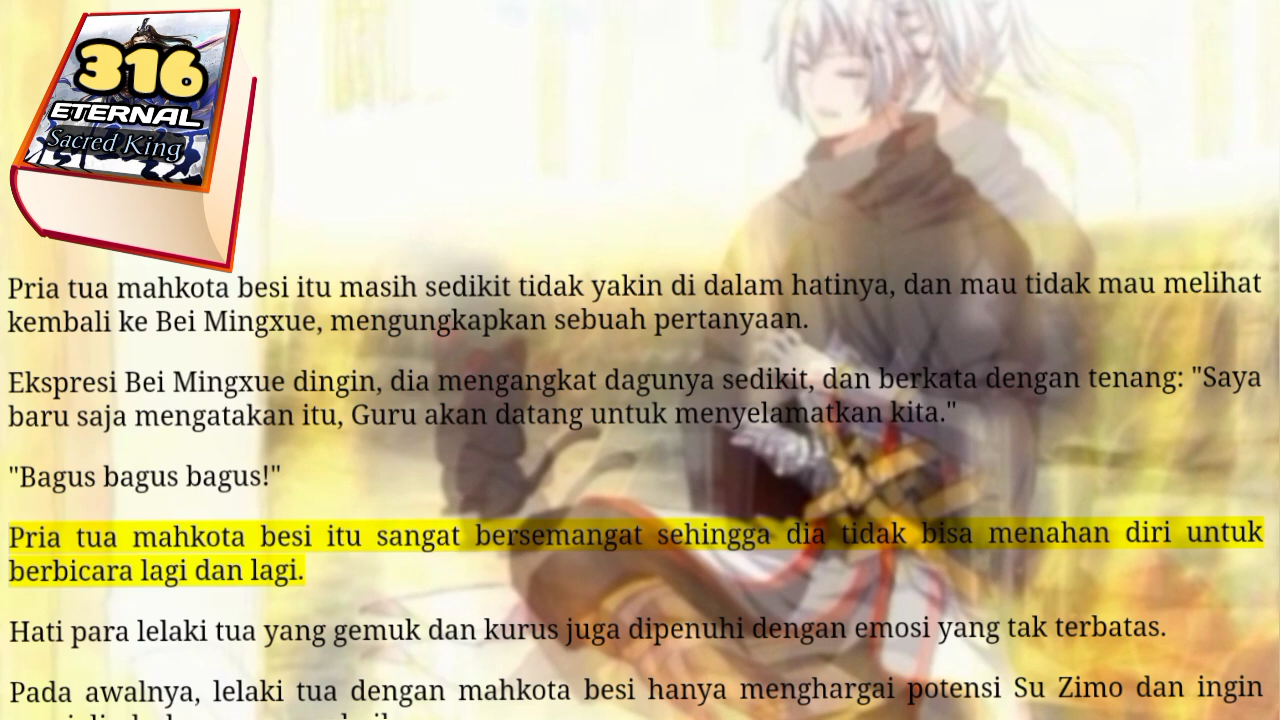 316
ETERNAL
Sacred King
Pria tua mahkota besi itu masih sedikit tidak yakin di dalam hatinya, dan mau tidak mau melihat
kembali ke Bei Mingxue, mengungkapkan sebuah pertanyaan.
Ekspresi Bei Mingxue dingin, dia mengangkat dagunya sedikit, dan berkata dengan tenang: "Saya
baru saja mengatakan itu, Guru akan datang untuk menyelamatkan kita."
"Bagus bagus bagus!"
Pria tua mahkota besi itu sangat bersemangat sehingga dia tidak bisa menahan diri untuk
berbicara lagi dan lagi.
Hati para lelaki tua yang gemuk dan kurus juga dipenuhi dengan emosi yang tak terbatas.
Pada awalnya, lelaki tua dengan mahkota besi hanya menghargai potensi Su Zimo dan ingin